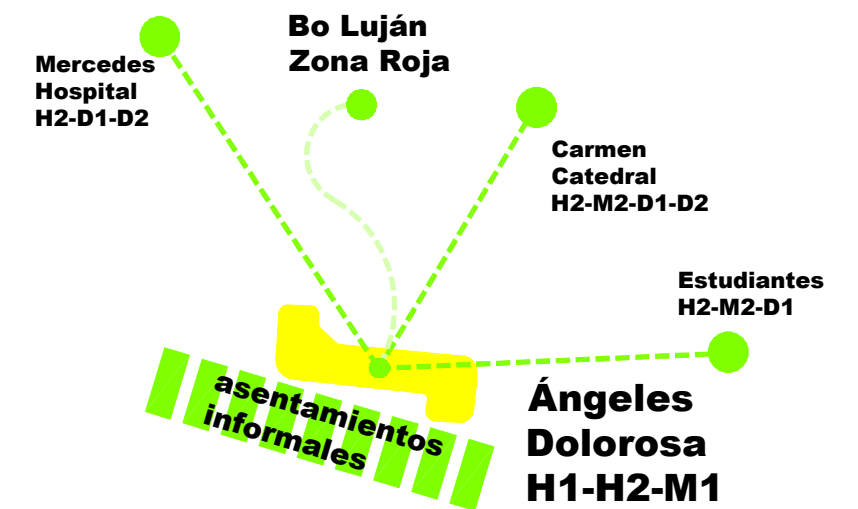 Bo Luján
Zona Roja
Mercedes
Hospital
H2-D1-D2
Carmen
Catedral
H2-M2-D1-D2
Estudiantes
H2-M2-D1
asentamientos
informales
Ángeles
Dolorosa
H1-H2-M1